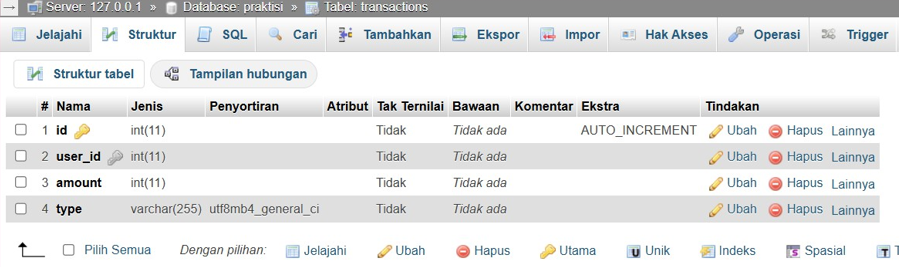 Server: 127.0.0.1 » Database: praktisi » Tabel: transactions
Jelajahi Struktur SQL Cari Tambahkan Ekspor Impor Hak Akses Operasi Trigger
Struktur tabel Tampilan hubungan
# Nama Jenis Penyortiran Atribut Tak Ternilai Bawaan Komentar Ekstra Tindakan
1 id int(11) Tidak Tidak ada AUTO_INCREMENT Ubah Hapus Lainnya
2 user_id int(11) Tidak Tidak ada Ubah Hapus Lainnya
3 amount int(11) Tidak Tidak ada Ubah Hapus Lainnya
4 type varchar(255) utf8mb4_general_ci Tidak Tidak ada Ubah Hapus Lainnya
Pilih Semua Dengan pilihan: Jelajahi Ubah Hapus Utama Unik Indeks Spasial T